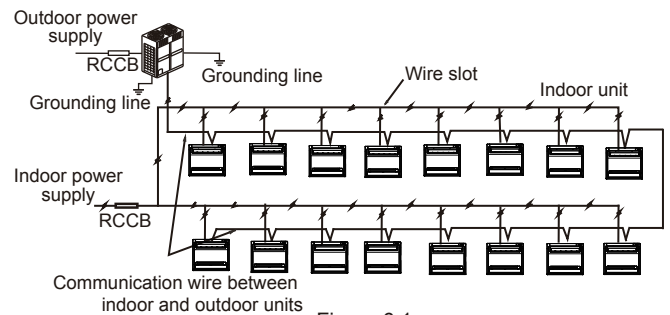 Outdoor power
supply
RCCB
Grounding line
Grounding line
Wire slot
Indoor unit
Indoor power
supply
RCCB
Communication wire between
indoor and outdoor units